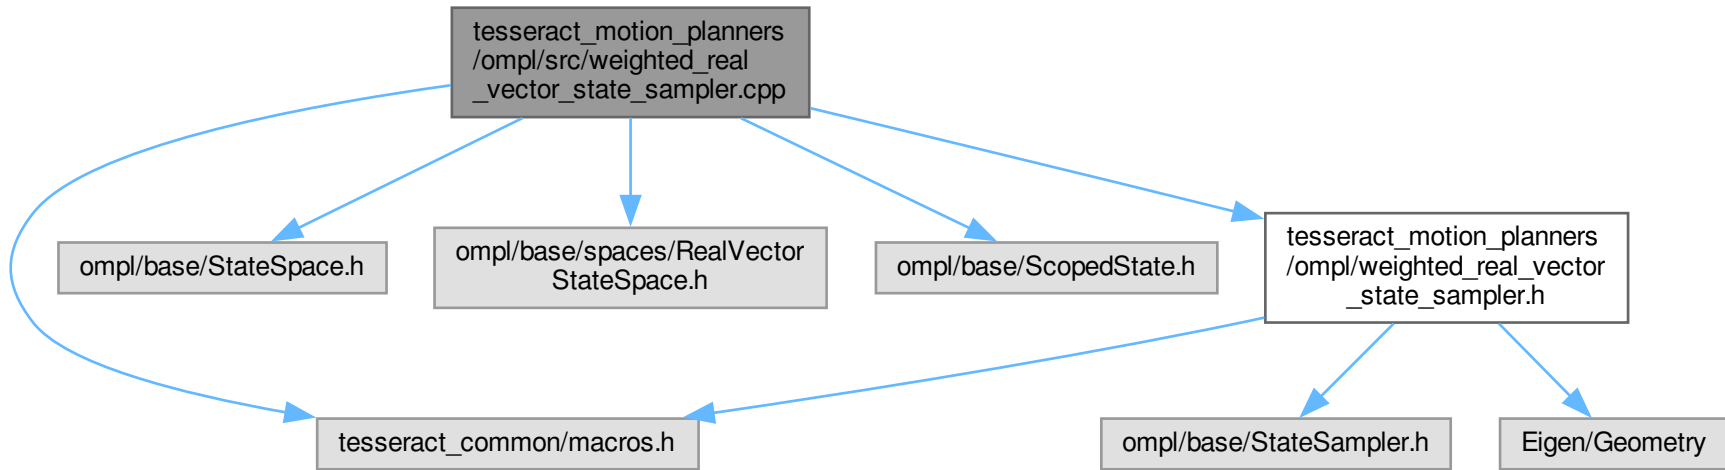 tesseract_motion_planners
/ompl/src/weighted_real
_vector_state_sampler.cpp
ompl/base/StateSpace.h
ompl/base/spaces/RealVector
StateSpace.h
ompl/base/ScopedState.h
tesseract_motion_planners
/ompl/weighted_real_vector
_state_sampler.h
tesseract_common/macros.h
ompl/base/StateSampler.h
Eigen/Geometry